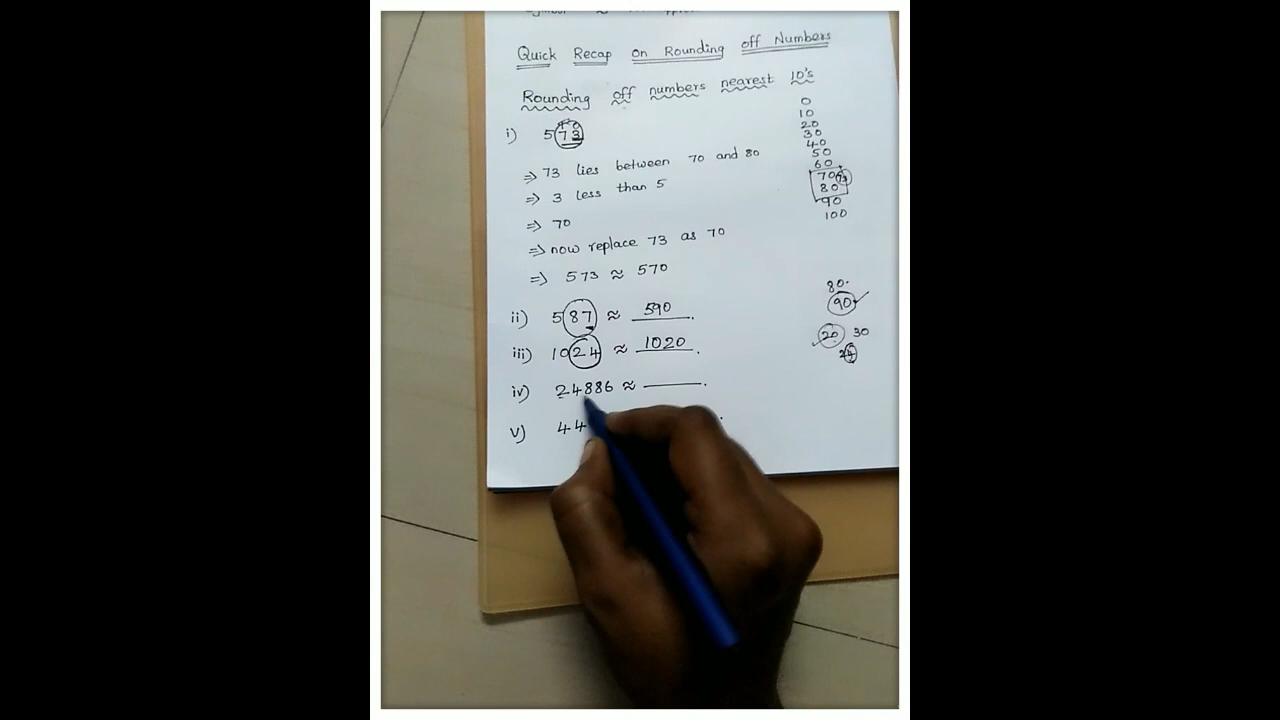 Quick Recap on Rounding off Numbers
Rounding off numbers nearest 10's
0
10
20
30
40
50
60
70
80
90
100
i) 573
⇒ 73 lies between 70 and 80
⇒ 3 less than 5
⇒ 70
⇒ now replace 73 as 70
⇒ 573 ≈ 570
80.
90 ✓
ii) 587 ≈ 590.
20 30
24
iii) 1024 ≈ 1020.
iv) 24886 ≈ ______.
v) 44